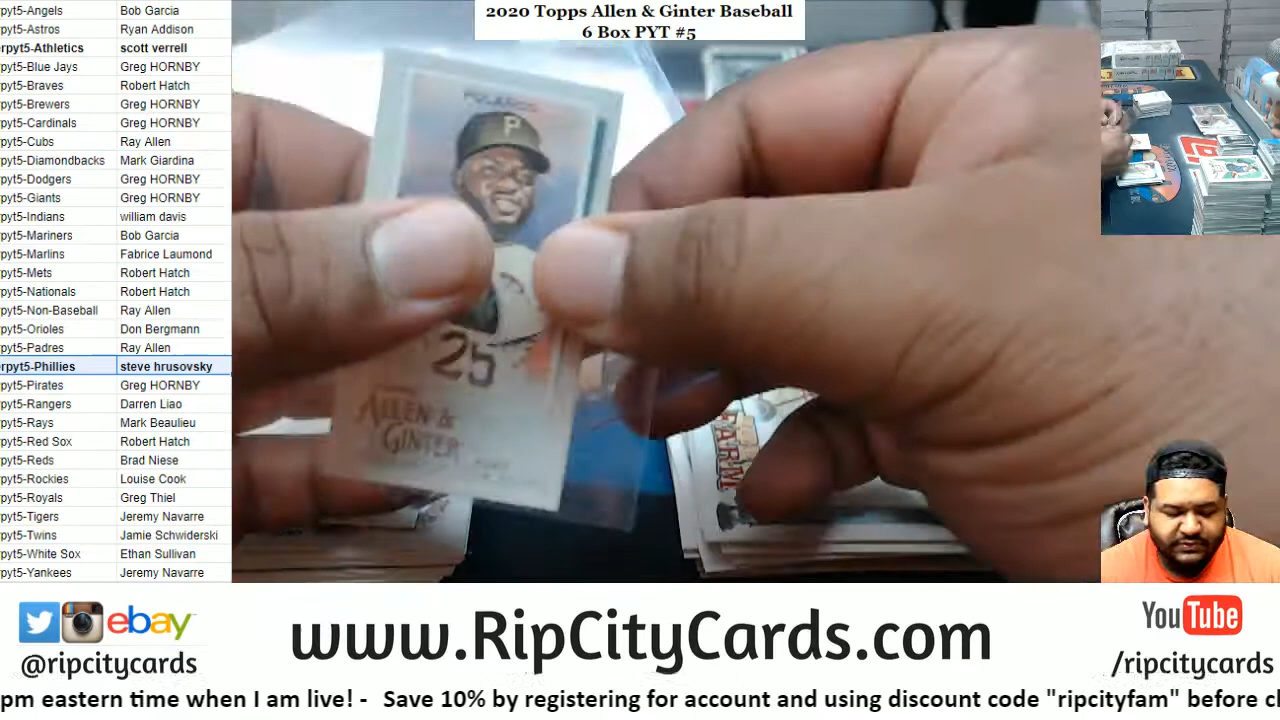 2020 Topps Allen & Ginter Baseball
6 Box PYT #5
pyt5-Angels Bob Garcia
pyt5-Astros Ryan Addison
rpyt5-Athletics scott verrell
pyt5-Blue Jays Greg HORNBY
pyt5-Braves Robert Hatch
pyt5-Brewers Greg HORNBY
pyt5-Cardinals Greg HORNBY
pyt5-Cubs Ray Allen
pyt5-Diamondbacks Mark Giardina
pyt5-Dodgers Greg HORNBY
pyt5-Giants Greg HORNBY
pyt5-Indians william davis
pyt5-Mariners Bob Garcia
pyt5-Marlins Fabrice Laumond
pyt5-Mets Robert Hatch
pyt5-Nationals Robert Hatch
pyt5-Non-Baseball Ray Allen
pyt5-Orioles Don Bergmann
pyt5-Padres Ray Allen
rpyt5-Phillies steve hrusovsky
pyt5-Pirates Greg HORNBY
pyt5-Rangers Darren Liao
pyt5-Rays Mark Beaulieu
pyt5-Red Sox Robert Hatch
pyt5-Reds Brad Niese
pyt5-Rockies Louise Cook
pyt5-Royals Greg Thiel
pyt5-Tigers Jeremy Navarre
pyt5-Twins Jamie Schwiderski
pyt5-White Sox Ethan Sullivan
pyt5-Yankees Jeremy Navarre
P
25
ALLEN &
GINTER
ebay
@ripcitycards
www.RipCityCards.com
YouTube
/ripcitycards
pm eastern time when I am live! - Save 10% by registering for account and using discount code "ripcityfam" before c